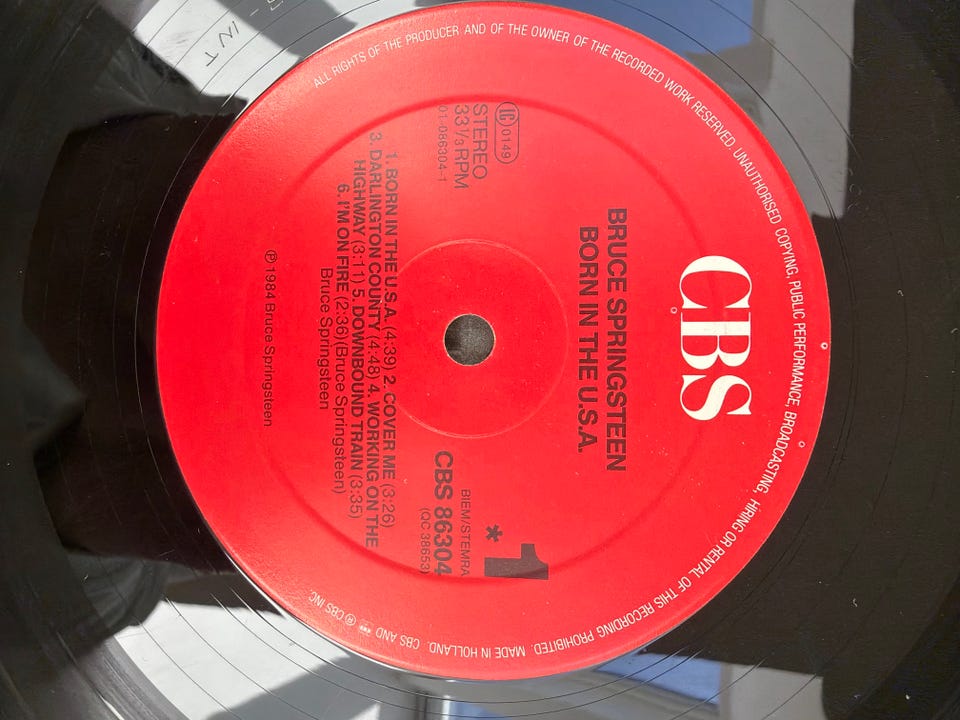 ALL RIGHTS OF THE PRODUCER AND OF THE OWNER OF THE RECORDED WORK RESERVED. UNAUTHORISED COPYING, PUBLIC PERFORMANCE, BROADCASTING, HIRING OR RENTAL OF THIS RECORDING PROHIBITED. MADE IN HOLLAND. CBS AND ® CBS INC.
CBS
BRUCE SPRINGSTEEN
BORN IN THE U.S.A.
LC 0149
STEREO
33 1/3 RPM
01-086304-1
1
*
BIEM/STEMRA
CBS 86304
(QC 38653)
1. BORN IN THE U.S.A. (4:39) 2. COVER ME (3:26)
3. DARLINGTON COUNTY (4:48) 4. WORKING ON THE
HIGHWAY (3:11) 5. DOWNBOUND TRAIN (3:35)
6. I'M ON FIRE (2:36) (Bruce Springsteen)
Bruce Springsteen
℗ 1984 Bruce Springsteen